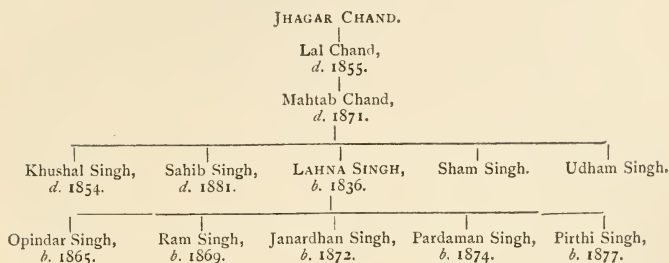 JHAGAR CHAND.
Lal Chand,
d. 1855.
Mahtab Chand,
d. 1871.
Khushal Singh, Sahib Singh, LAHNA SINGH, Sham Singh. Udham Singh.
d. 1854. d. 1881. b. 1836.
Opindar Singh, Ram Singh, Janardhan Singh, Pardaman Singh, Pirthi Singh,
b. 1865. b. 1869. b. 1872. b. 1874. b. 1877.